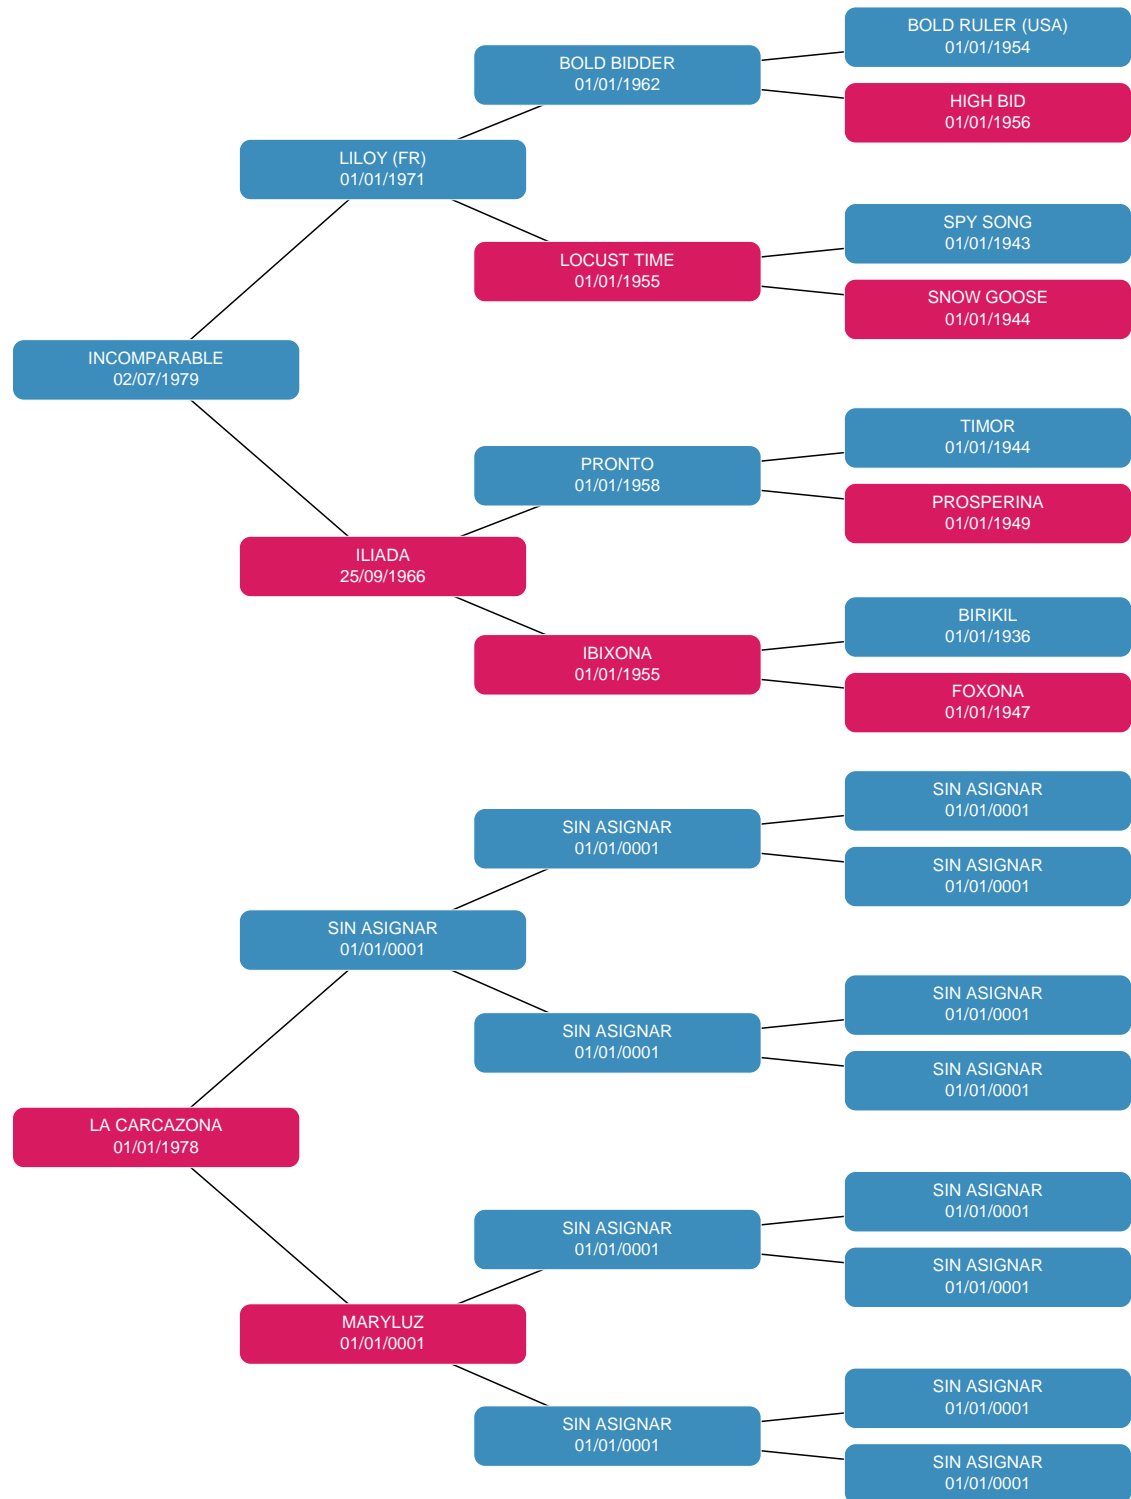 BOLD RULER (USA)
01/01/1954
BOLD BIDDER
01/01/1962
HIGH BID
01/01/1956
LILOY (FR)
01/01/1971
SPY SONG
01/01/1943
LOCUST TIME
01/01/1955
SNOW GOOSE
01/01/1944
INCOMPARABLE
02/07/1979
TIMOR
01/01/1944
PRONTO
01/01/1958
PROSPERINA
01/01/1949
ILIADA
25/09/1966
BIRIKIL
01/01/1936
IBIXONA
01/01/1955
FOXONA
01/01/1947
SIN ASIGNAR
01/01/0001
SIN ASIGNAR
01/01/0001
SIN ASIGNAR
01/01/0001
SIN ASIGNAR
01/01/0001
SIN ASIGNAR
01/01/0001
SIN ASIGNAR
01/01/0001
SIN ASIGNAR
01/01/0001
LA CARCAZONA
01/01/1978
SIN ASIGNAR
01/01/0001
SIN ASIGNAR
01/01/0001
SIN ASIGNAR
01/01/0001
MARYLUZ
01/01/0001
SIN ASIGNAR
01/01/0001
SIN ASIGNAR
01/01/0001
SIN ASIGNAR
01/01/0001